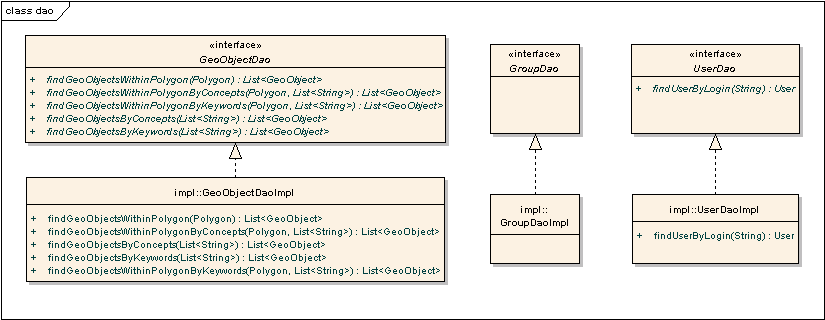 class dao
«interface»
GeoObjectDao
+ findGeoObjectsWithinPolygon(Polygon) : List<GeoObject>
+ findGeoObjectsWithinPolygonByConcepts(Polygon, List<String>) : List<GeoObject>
+ findGeoObjectsWithinPolygonByKeywords(Polygon, List<String>) : List<GeoObject>
+ findGeoObjectsByConcepts(List<String>) : List<GeoObject>
+ findGeoObjectsByKeywords(List<String>) : List<GeoObject>
«interface»
GroupDao
«interface»
UserDao
+ findUserByLogin(String) : User
impl::GeoObjectDaoImpl
+ findGeoObjectsWithinPolygon(Polygon) : List<GeoObject>
+ findGeoObjectsWithinPolygonByConcepts(Polygon, List<String>) : List<GeoObject>
+ findGeoObjectsByConcepts(List<String>) : List<GeoObject>
+ findGeoObjectsByKeywords(List<String>) : List<GeoObject>
+ findGeoObjectsWithinPolygonByKeywords(Polygon, List<String>) : List<GeoObject>
impl::
GroupDaoImpl
impl::UserDaoImpl
+ findUserByLogin(String) : User